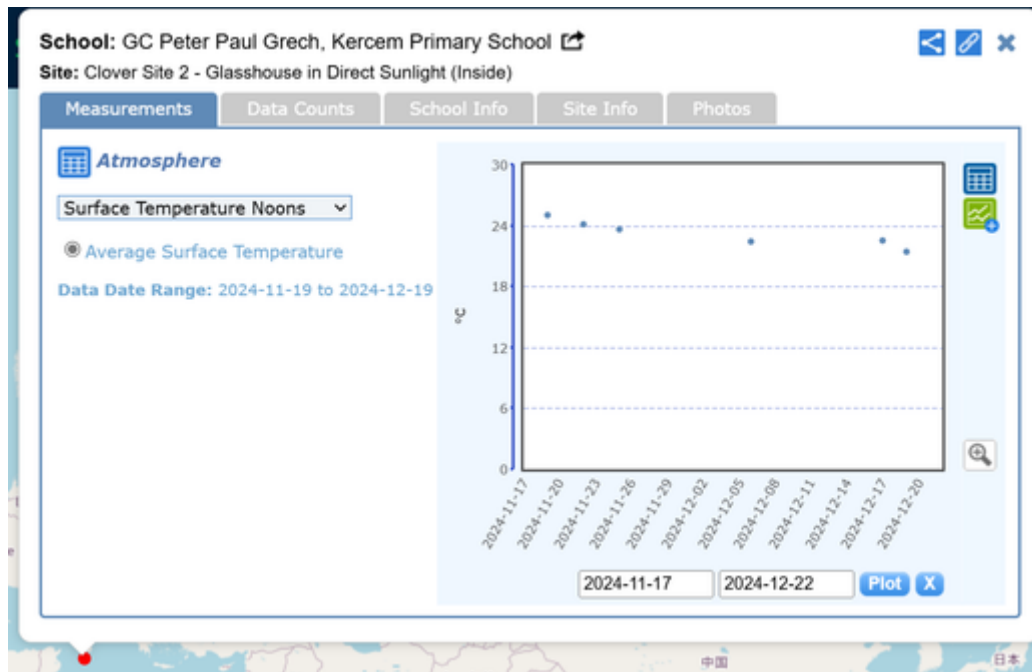 School: GC Peter Paul Grech, Kercem Primary School
Site: Clover Site 2 - Glasshouse in Direct Sunlight (Inside)
Measurements Data Counts School Info Site Info Photos
Atmosphere
Surface Temperature Noons
Average Surface Temperature
Data Date Range: 2024-11-19 to 2024-12-19
30
24
18
12
6
0
°C
2024-11-17 2024-11-20 2024-11-23 2024-11-26 2024-11-29 2024-12-02 2024-12-05 2024-12-08 2024-12-11 2024-12-14 2024-12-17 2024-12-20
2024-11-17 2024-12-22 Plot X
中国
日本